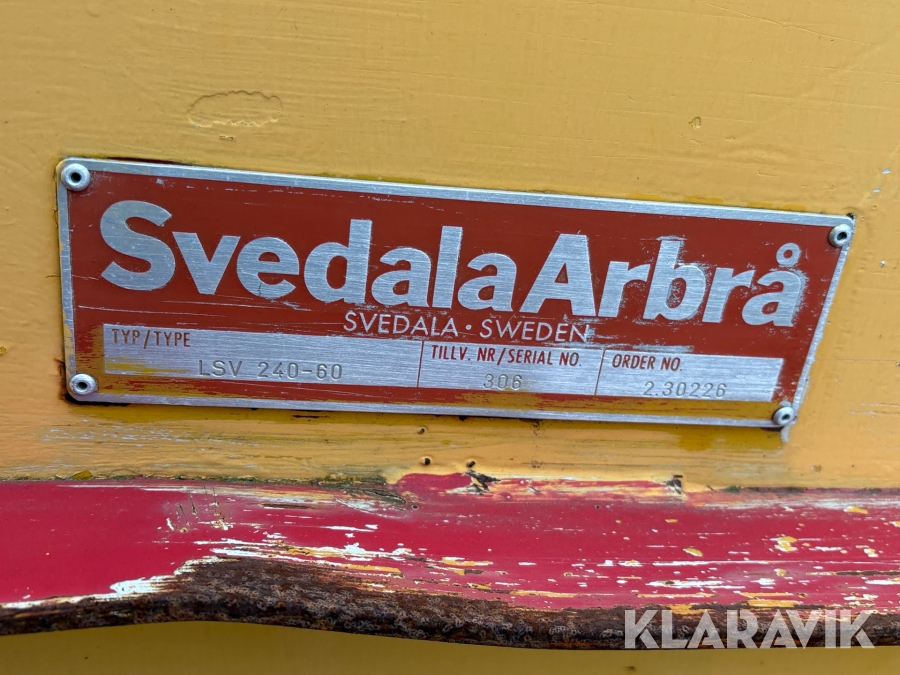 SvedalaArbrå
SVEDALA · SWEDEN
TYP/TYPE
LSV 240-60
TILLV. NR/SERIAL NO.
306
ORDER NO.
2.30226
KLARAVIK